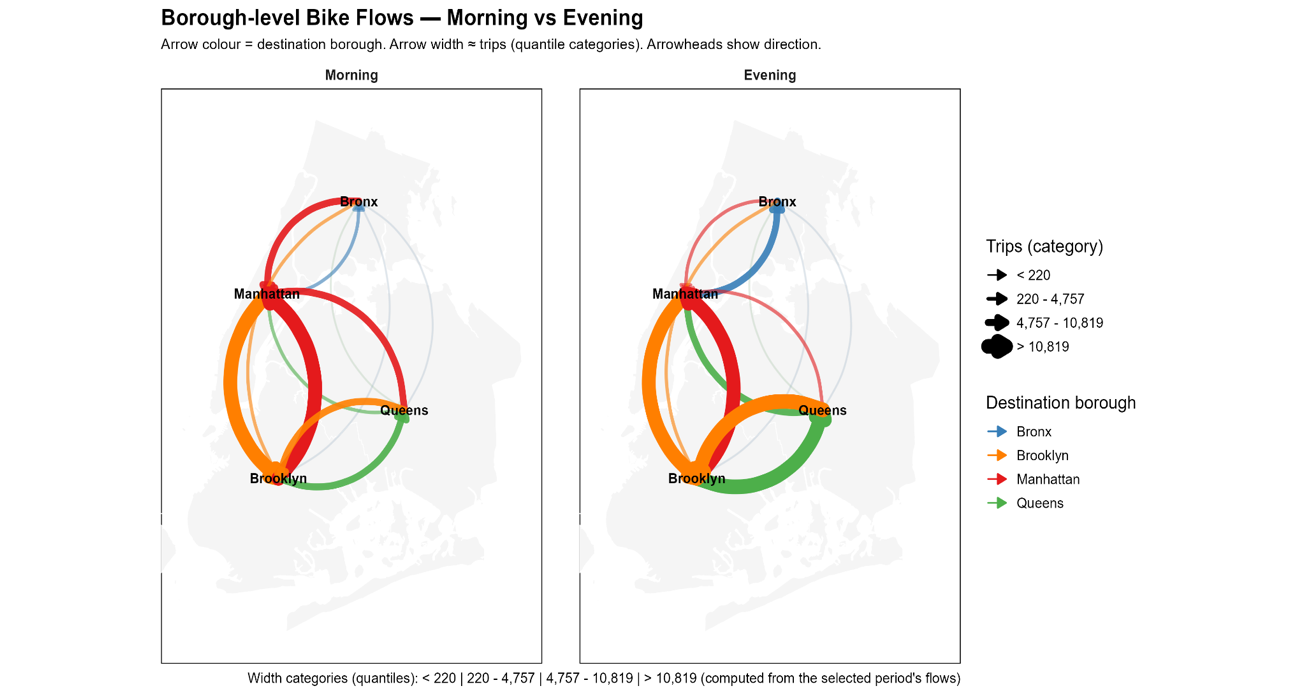 Borough-level Bike Flows — Morning vs Evening
Arrow colour = destination borough. Arrow width ≈ trips (quantile categories). Arrowheads show direction.
Morning
Bronx
Manhattan
Queens
Brooklyn
Evening
Bronx
Manhattan
Queens
Brooklyn
Trips (category)
< 220
220 - 4,757
4,757 - 10,819
> 10,819
Destination borough
Bronx
Brooklyn
Manhattan
Queens
Width categories (quantiles): < 220 | 220 - 4,757 | 4,757 - 10,819 | > 10,819 (computed from the selected period's flows)